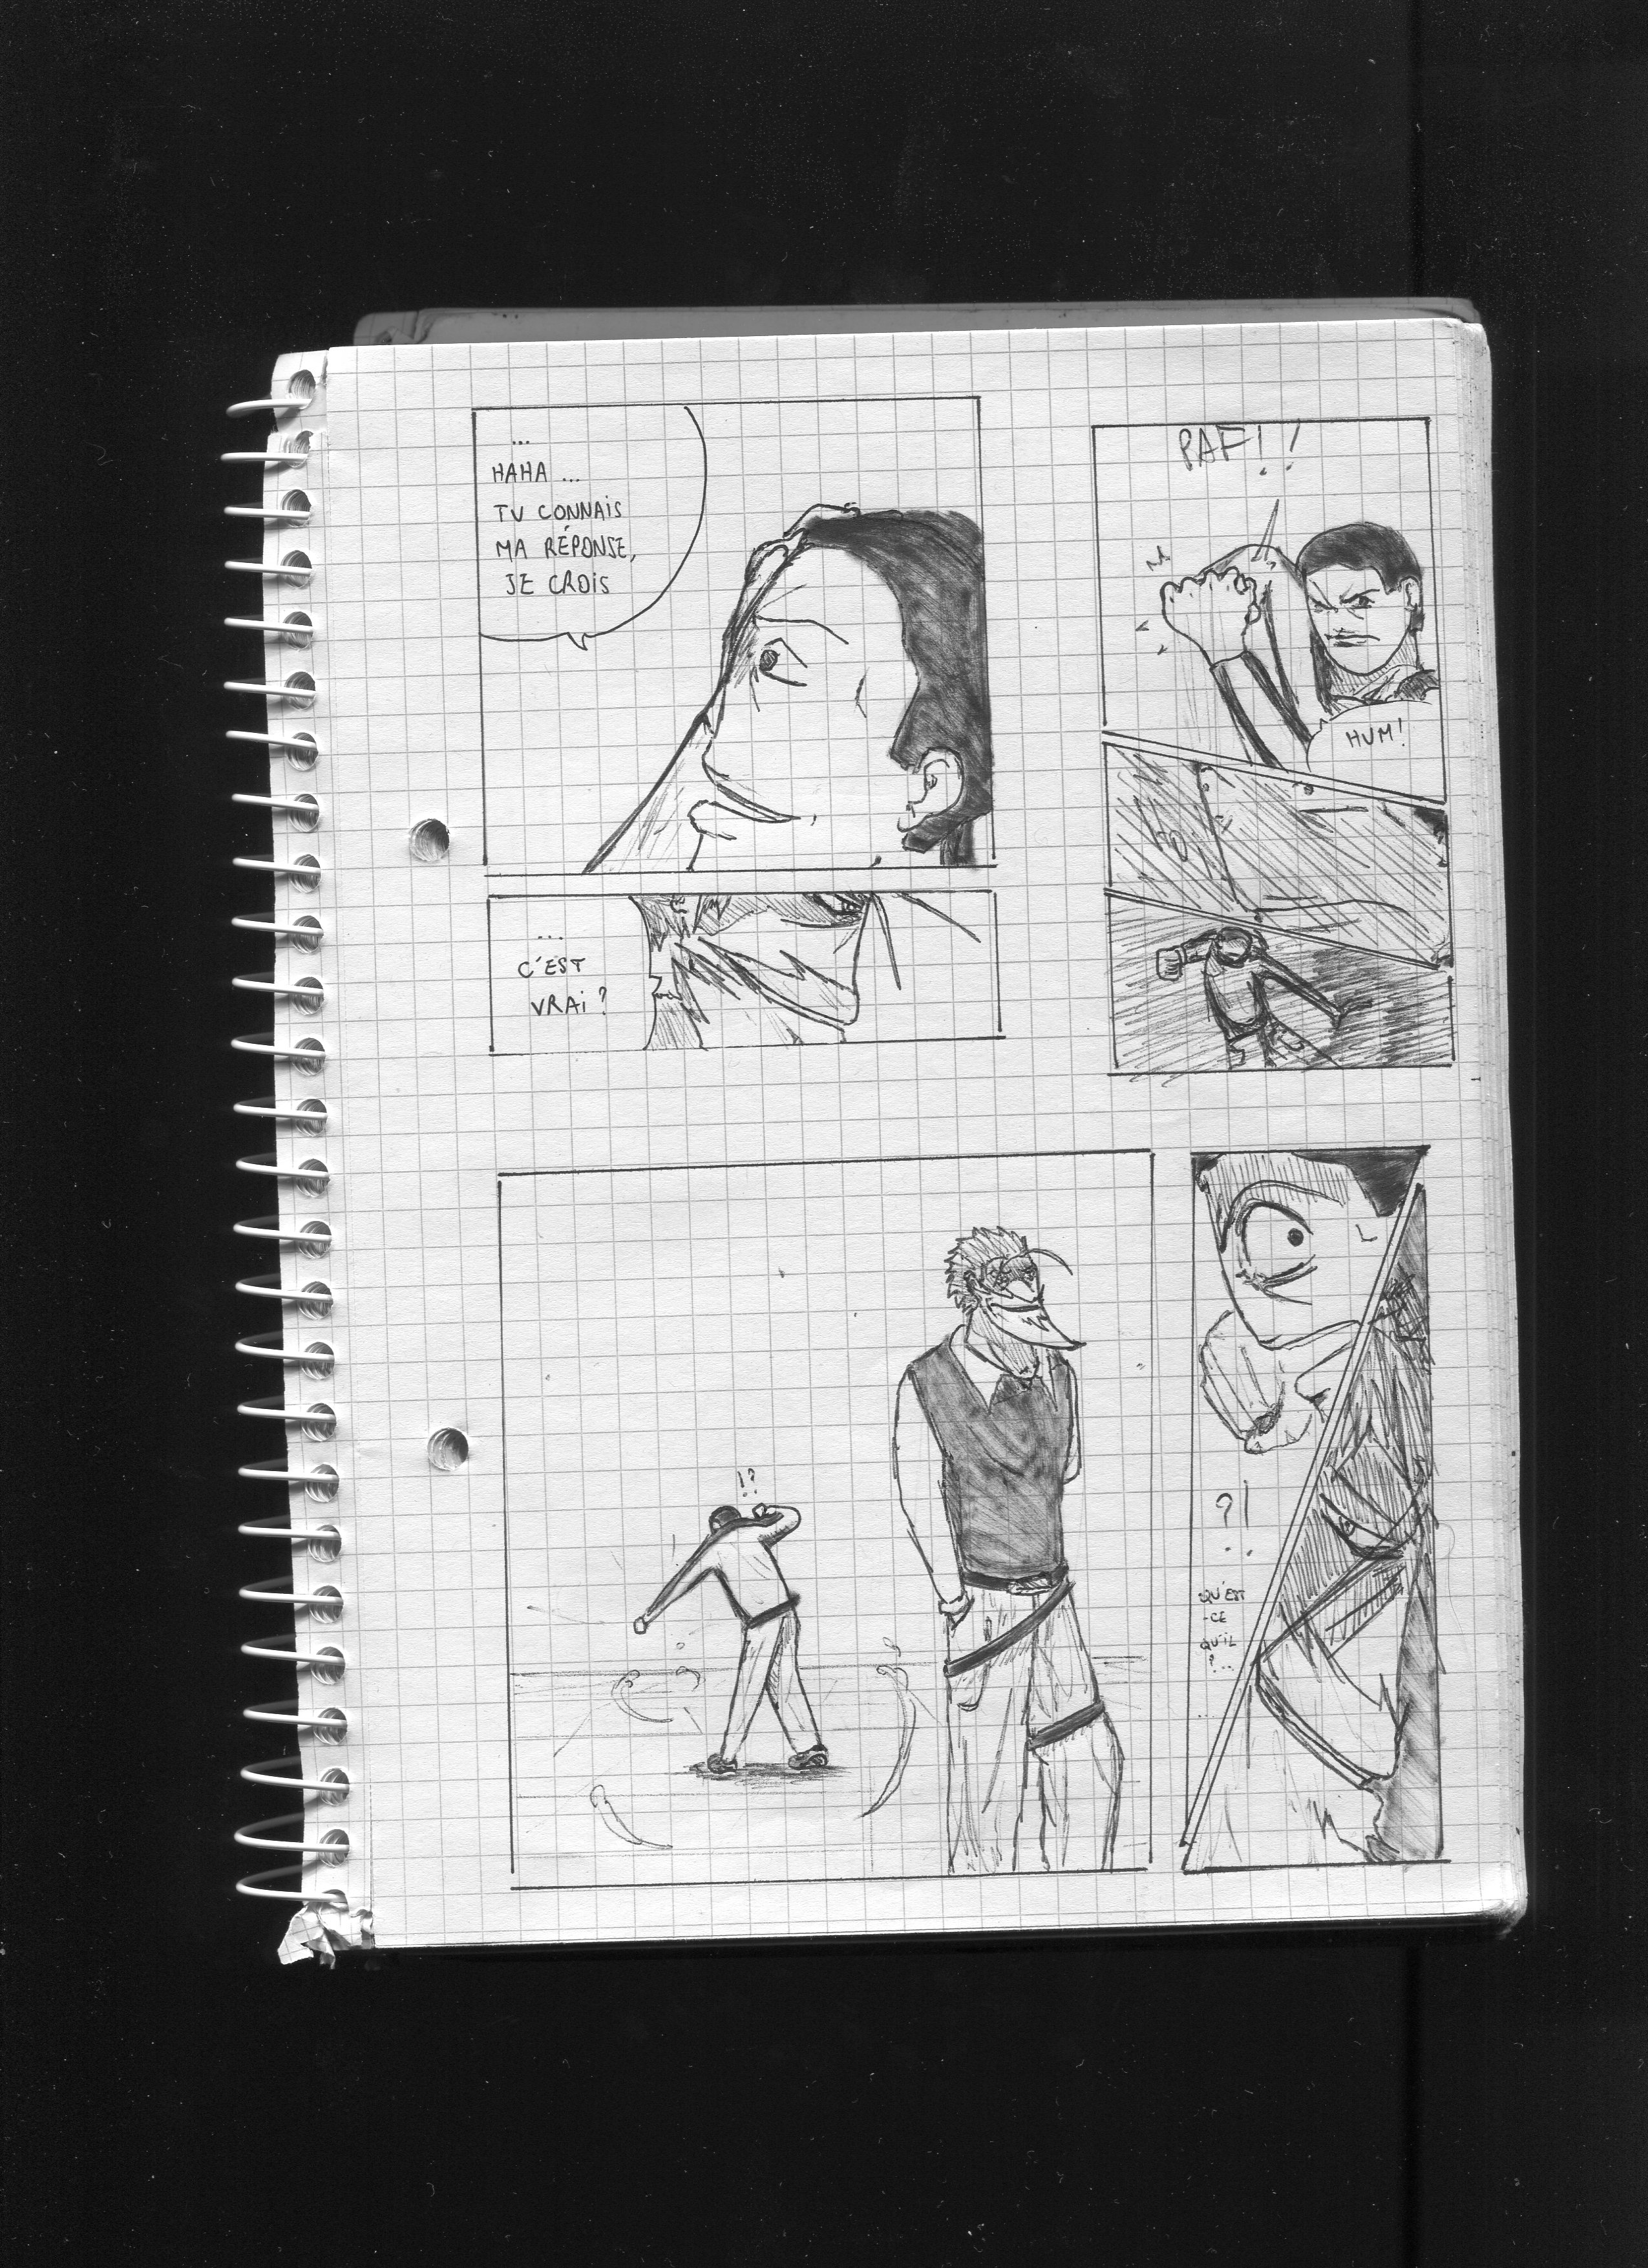 ...
HAHA ...
TU CONNAIS
MA RÉPONSE,
JE CROIS
...
C'EST
VRAI ?
PAF!!
HUM!
!?
?!
QU'EST
-CE
QU'IL
?...